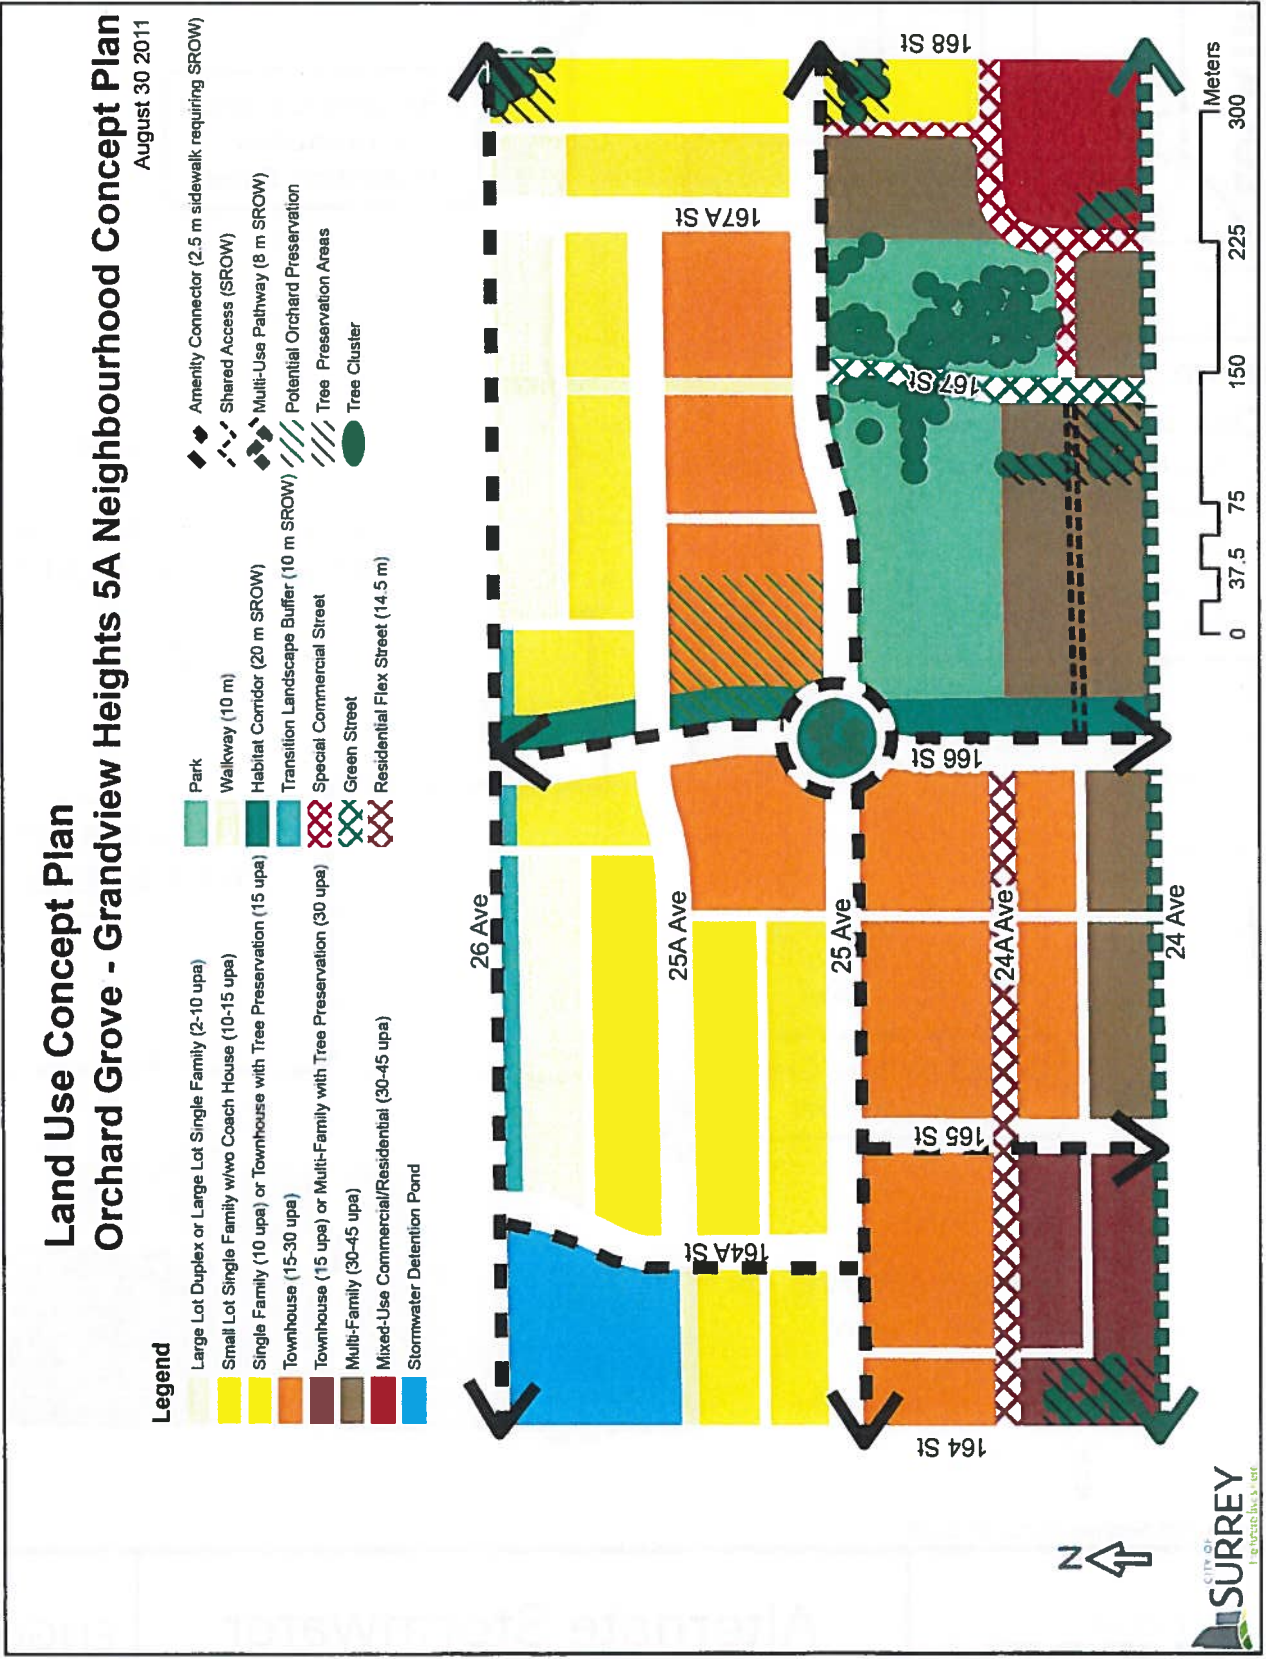 Land Use Concept Plan
Orchard Grove - Grandview Heights 5A Neighbourhood Concept Plan
August 30 2011
Legend
Large Lot Duplex or Large Lot Single Family (2-10 upa)
Small Lot Single Family w/wo Coach House (10-15 upa)
Single Family (10 upa) or Townhouse with Tree Preservation (15 upa)
Townhouse (15-30 upa)
Townhouse (15 upa) or Multi-Family with Tree Preservation (30 upa)
Multi-Family (30-45 upa)
Mixed-Use Commercial/Residential (30-45 upa)
Stormwater Detention Pond
Park
Walkway (10 m)
Habitat Corridor (20 m SROW)
Transition Landscape Buffer (10 m SROW)
Special Commercial Street
Green Street
Residential Flex Street (14.5 m)
Amenity Connector (2.5 m sidewalk requiring SROW)
Shared Access (SROW)
Multi-Use Pathway (8 m SROW)
Potential Orchard Preservation
Tree Preservation Areas
Tree Cluster
26 Ave
25A Ave
25 Ave
24A Ave
24 Ave
164 St
164A St
165 St
166 St
167 St
167A St
168 St
0 37.5 75 150 225 300
Meters
N
CITY OF
SURREY
the future lives here
Alternate Stormwater